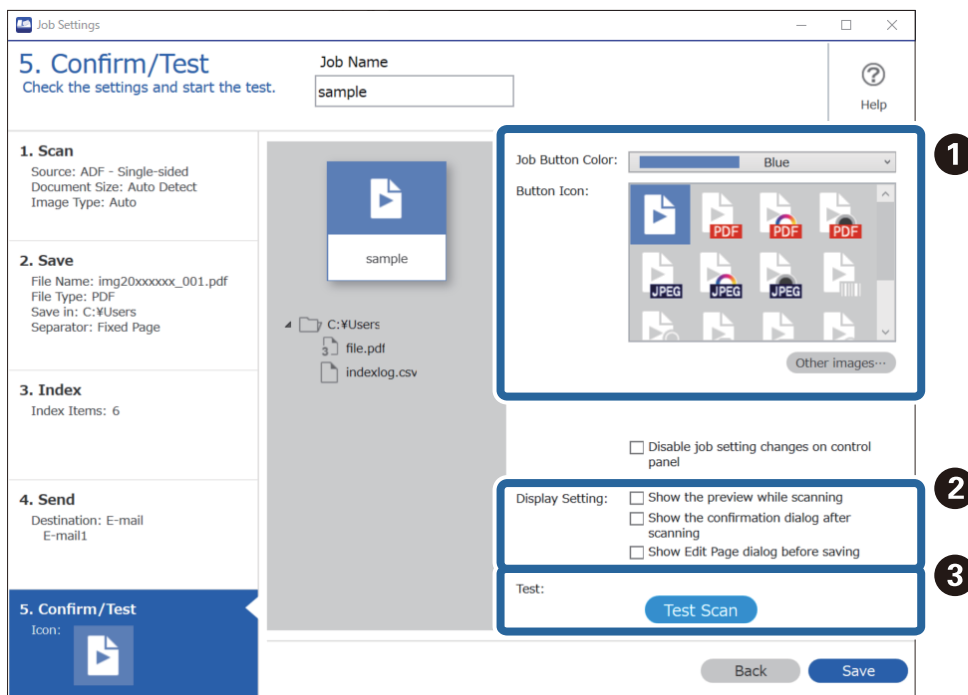 Job Settings
5. Confirm/Test
Check the settings and start the test.
Job Name
sample
Help
1. Scan
Source: ADF - Single-sided
Document Size: Auto Detect
Image Type: Auto
2. Save
File Name: img20xxxxxx_001.pdf
File Type: PDF
Save in: C:¥Users
Separator: Fixed Page
3. Index
Index Items: 6
4. Send
Destination: E-mail
E-mail1
5. Confirm/Test
Icon:
sample
C:¥Users
3 file.pdf
indexlog.csv
1
Job Button Color: Blue
Button Icon:
PDF PDF PDF
JPEG JPEG JPEG
Other images···
Disable job setting changes on control
panel
2
Display Setting: Show the preview while scanning
Show the confirmation dialog after
scanning
Show Edit Page dialog before saving
3
Test:
Test Scan
Back Save